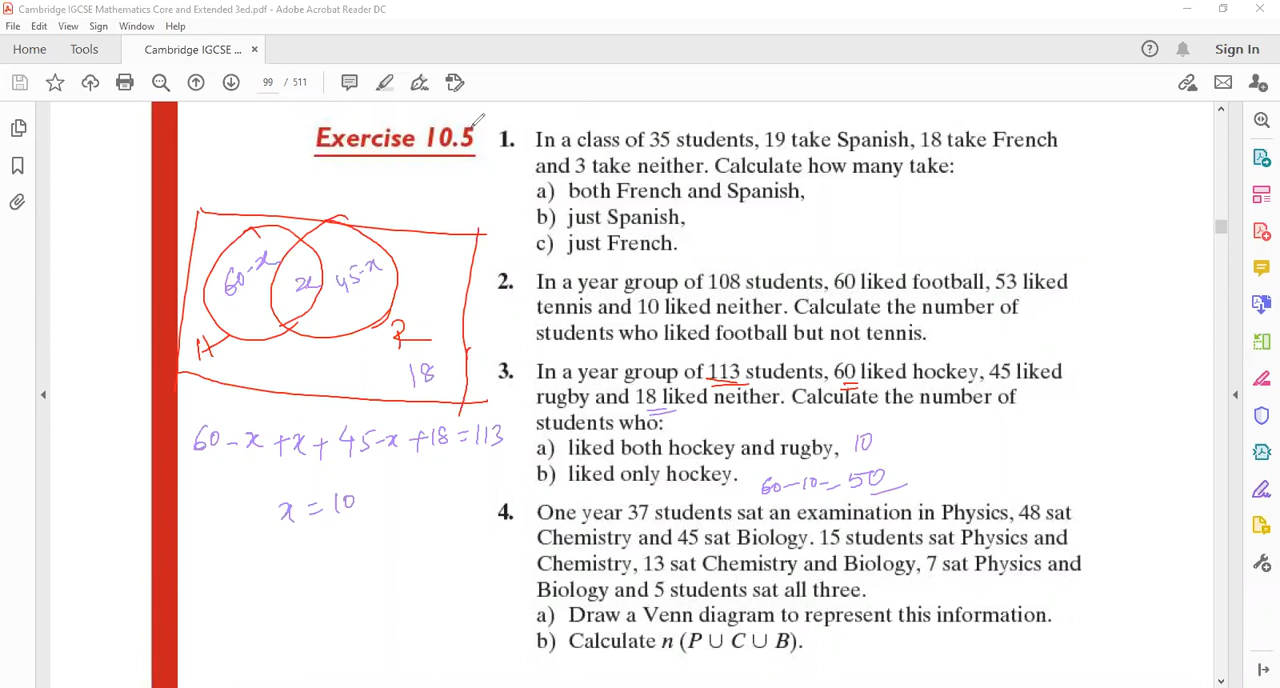 Cambridge IGCSE Mathematics Core and Extended 3ed.pdf - Adobe Acrobat Reader DC
File Edit View Sign Window Help
Home Tools Cambridge IGCSE ... × Sign In
99 / 511
Exercise 10.5
1. In a class of 35 students, 19 take Spanish, 18 take French
and 3 take neither. Calculate how many take:
a) both French and Spanish,
b) just Spanish,
c) just French.
2. In a year group of 108 students, 60 liked football, 53 liked
tennis and 10 liked neither. Calculate the number of
students who liked football but not tennis.
3. In a year group of 113 students, 60 liked hockey, 45 liked
rugby and 18 liked neither. Calculate the number of
students who:
a) liked both hockey and rugby, 10
b) liked only hockey. 60-10= 50
4. One year 37 students sat an examination in Physics, 48 sat
Chemistry and 45 sat Biology. 15 students sat Physics and
Chemistry, 13 sat Chemistry and Biology, 7 sat Physics and
Biology and 5 students sat all three.
a) Draw a Venn diagram to represent this information.
b) Calculate n (P ∪ C ∪ B).
60-x x 45-x
H R
18
60-x+x+45-x+18=113
x = 10